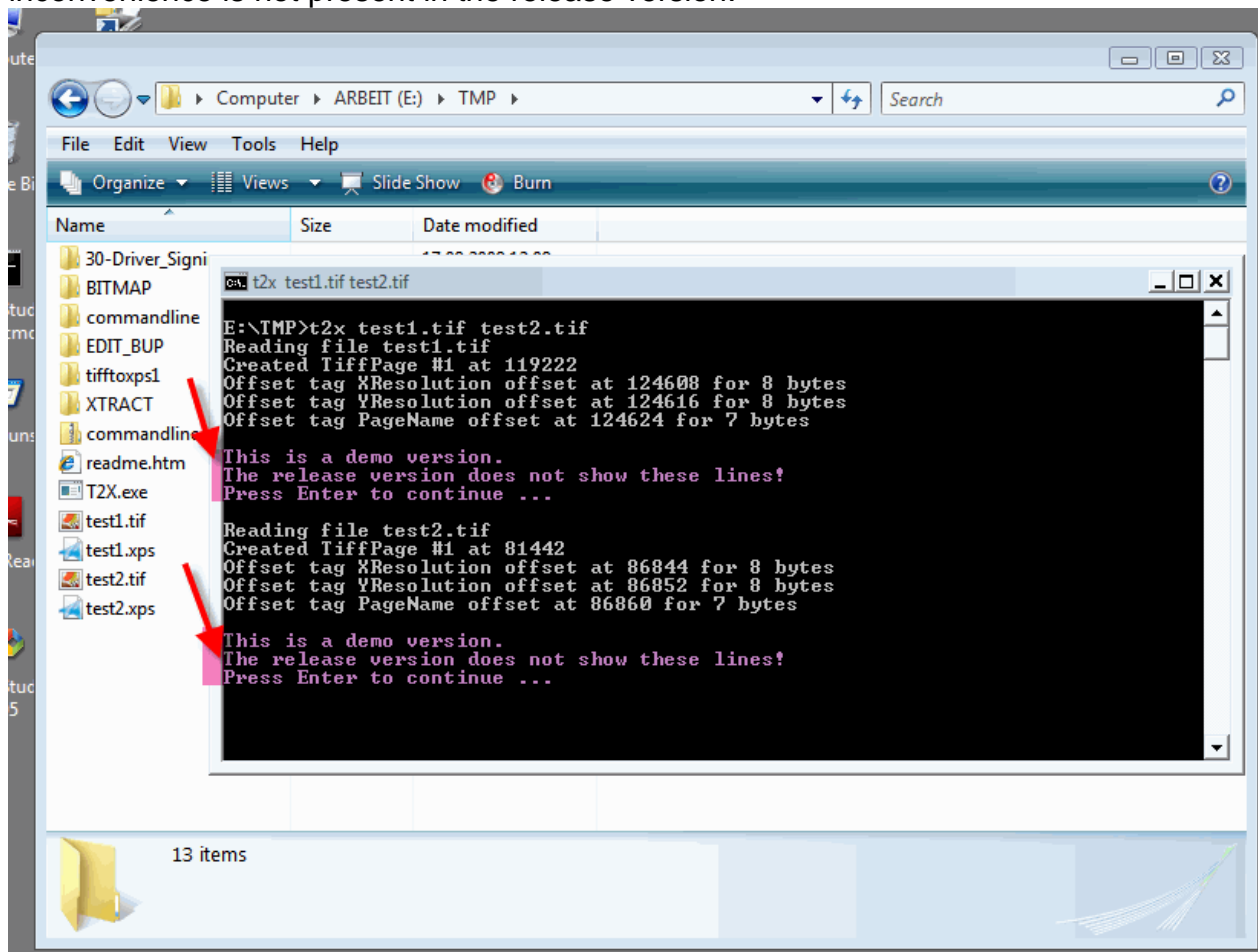 inconvenience is not present in the release version.
Computer ▸ ARBEIT (E:) ▸ TMP ▸
Search
File Edit View Tools Help
Organize Views Slide Show Burn
Name Size Date modified
30-Driver_Signi
BITMAP
commandline
EDIT_BUP
tifftoxps1
XTRACT
commandline
readme.htm
T2X.exe
test1.tif
test1.xps
test2.tif
test2.xps
t2x test1.tif test2.tif
E:\TMP>t2x test1.tif test2.tif
Reading file test1.tif
Created TiffPage #1 at 119222
Offset tag XResolution offset at 124608 for 8 bytes
Offset tag YResolution offset at 124616 for 8 bytes
Offset tag PageName offset at 124624 for 7 bytes
This is a demo version.
The release version does not show these lines!
Press Enter to continue ...
Reading file test2.tif
Created TiffPage #1 at 81442
Offset tag XResolution offset at 86844 for 8 bytes
Offset tag YResolution offset at 86852 for 8 bytes
Offset tag PageName offset at 86860 for 7 bytes
This is a demo version.
The release version does not show these lines!
Press Enter to continue ...
13 items